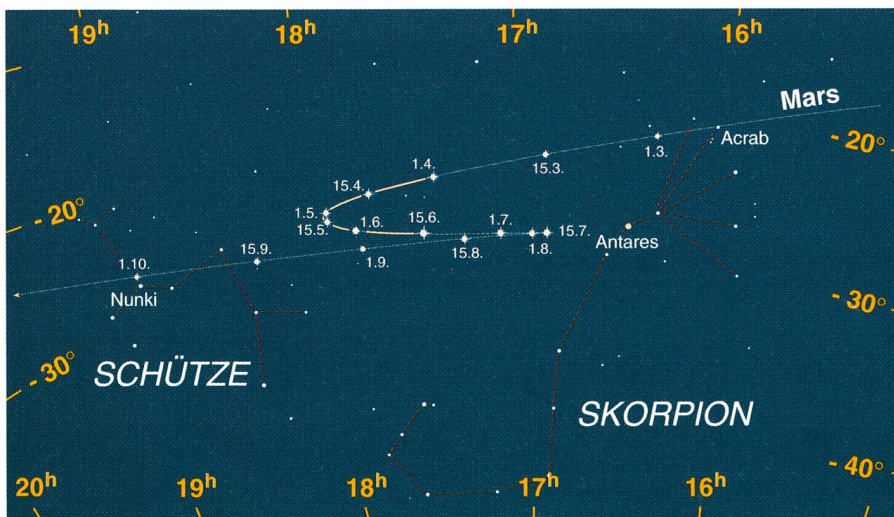 19h 18h 17h 16h
Mars
Acrab
1.3.
15.3.
- 20°
1.4.
15.4.
1.5.
15.5.
1.6.
15.6.
1.7.
15.7.
- 20°
15.8.
1.8.
Antares
15.9.
1.9.
1.10.
Nunki
- 30°
- 30°
SCHÜTZE
SKORPION
- 40°
20h 19h 18h 17h 16h